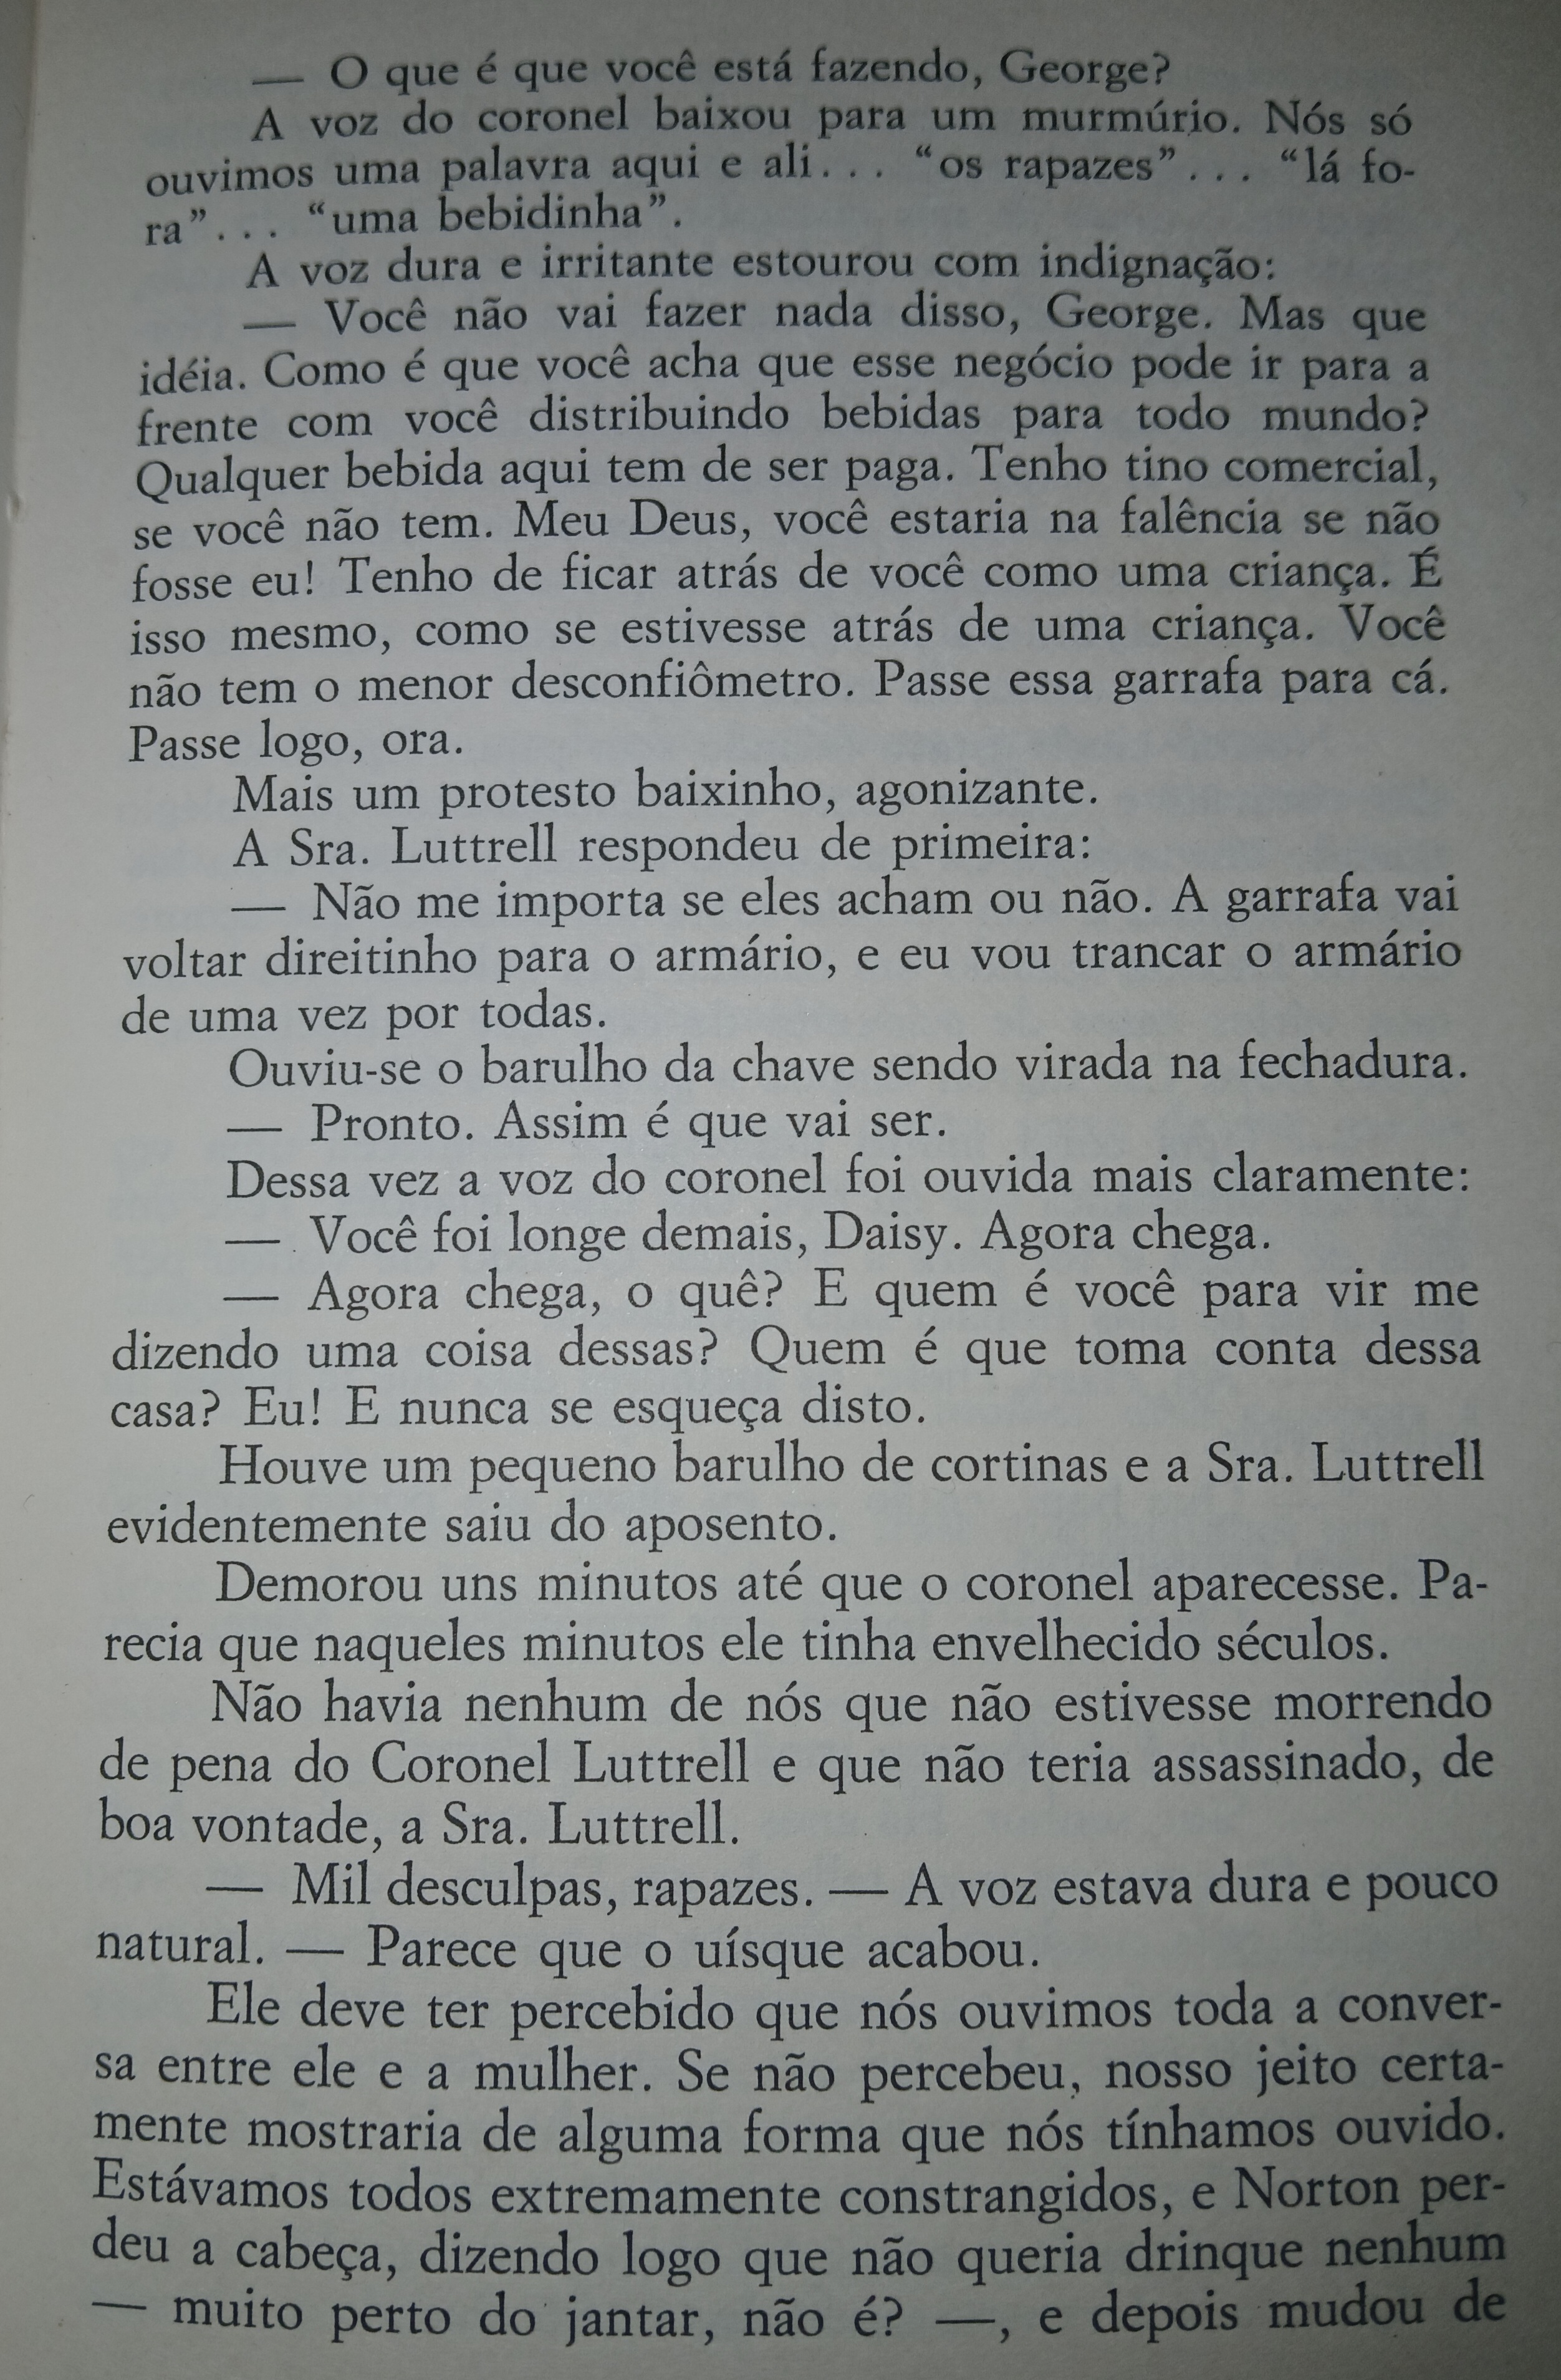 — O que é que você está fazendo, George?
A voz do coronel baixou para um murmúrio. Nós só
ouvimos uma palavra aqui e ali... “os rapazes”... “lá fo-
ra”... “uma bebidinha”.
A voz dura e irritante estourou com indignação:
— Você não vai fazer nada disso, George. Mas que
idéia. Como é que você acha que esse negócio pode ir para a
frente com você distribuindo bebidas para todo mundo?
Qualquer bebida aqui tem de ser paga. Tenho tino comercial,
se você não tem. Meu Deus, você estaria na falência se não
fosse eu! Tenho de ficar atrás de você como uma criança. É
isso mesmo, como se estivesse atrás de uma criança. Você
não tem o menor desconfiômetro. Passe essa garrafa para cá.
Passe logo, ora.
Mais um protesto baixinho, agonizante.
A Sra. Luttrell respondeu de primeira:
— Não me importa se eles acham ou não. A garrafa vai
voltar direitinho para o armário, e eu vou trancar o armário
de uma vez por todas.
Ouviu-se o barulho da chave sendo virada na fechadura.
— Pronto. Assim é que vai ser.
Dessa vez a voz do coronel foi ouvida mais claramente:
— Você foi longe demais, Daisy. Agora chega.
— Agora chega, o quê? E quem é você para vir me
dizendo uma coisa dessas? Quem é que toma conta dessa
casa? Eu! E nunca se esqueça disto.
Houve um pequeno barulho de cortinas e a Sra. Luttrell
evidentemente saiu do aposento.
Demorou uns minutos até que o coronel aparecesse. Pa-
recia que naqueles minutos ele tinha envelhecido séculos.
Não havia nenhum de nós que não estivesse morrendo
de pena do Coronel Luttrell e que não teria assassinado, de
boa vontade, a Sra. Luttrell.
— Mil desculpas, rapazes. — A voz estava dura e pouco
natural. — Parece que o uísque acabou.
Ele deve ter percebido que nós ouvimos toda a conver-
sa entre ele e a mulher. Se não percebeu, nosso jeito certa-
mente mostraria de alguma forma que nós tínhamos ouvido.
Estávamos todos extremamente constrangidos, e Norton per-
deu a cabeça, dizendo logo que não queria drinque nenhum
— muito perto do jantar, não é? —, e depois mudou de